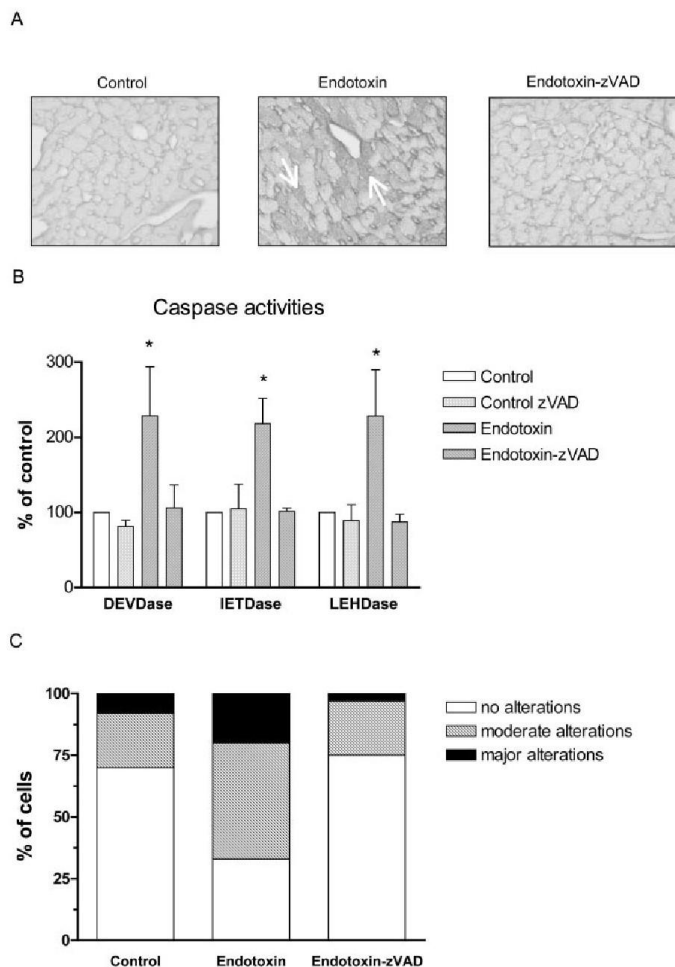 A
Control Endotoxin Endotoxin-zVAD
B
Caspase activities
% of control
300
200
100
0
* * *
DEVDase IETDase LEHDase
Control
Control zVAD
Endotoxin
Endotoxin-zVAD
C
% of cells
100
75
50
25
0
Control Endotoxin Endotoxin-zVAD
no alterations
moderate alterations
major alterations